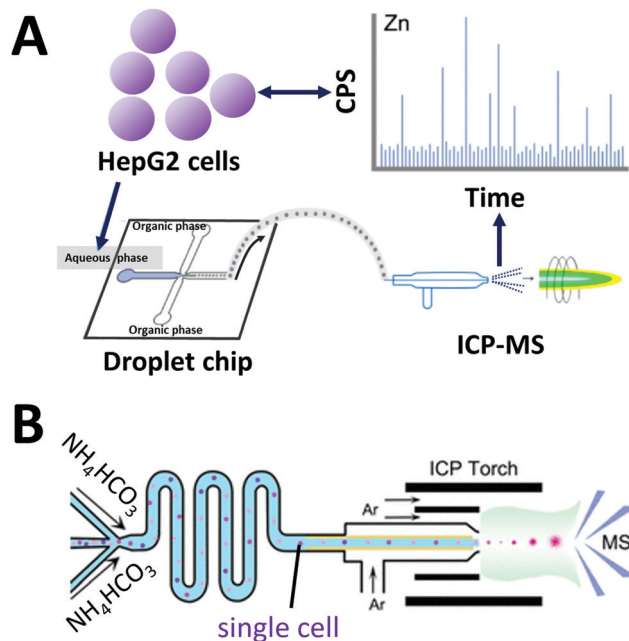 A
Zn
CPS
HepG2 cells
Time
Organic phase
Aqueous phase
Organic phase
Droplet chip
ICP-MS
B
NH4HCO3
ICP Torch
Ar
MS
NH4HCO3
Ar
single cell